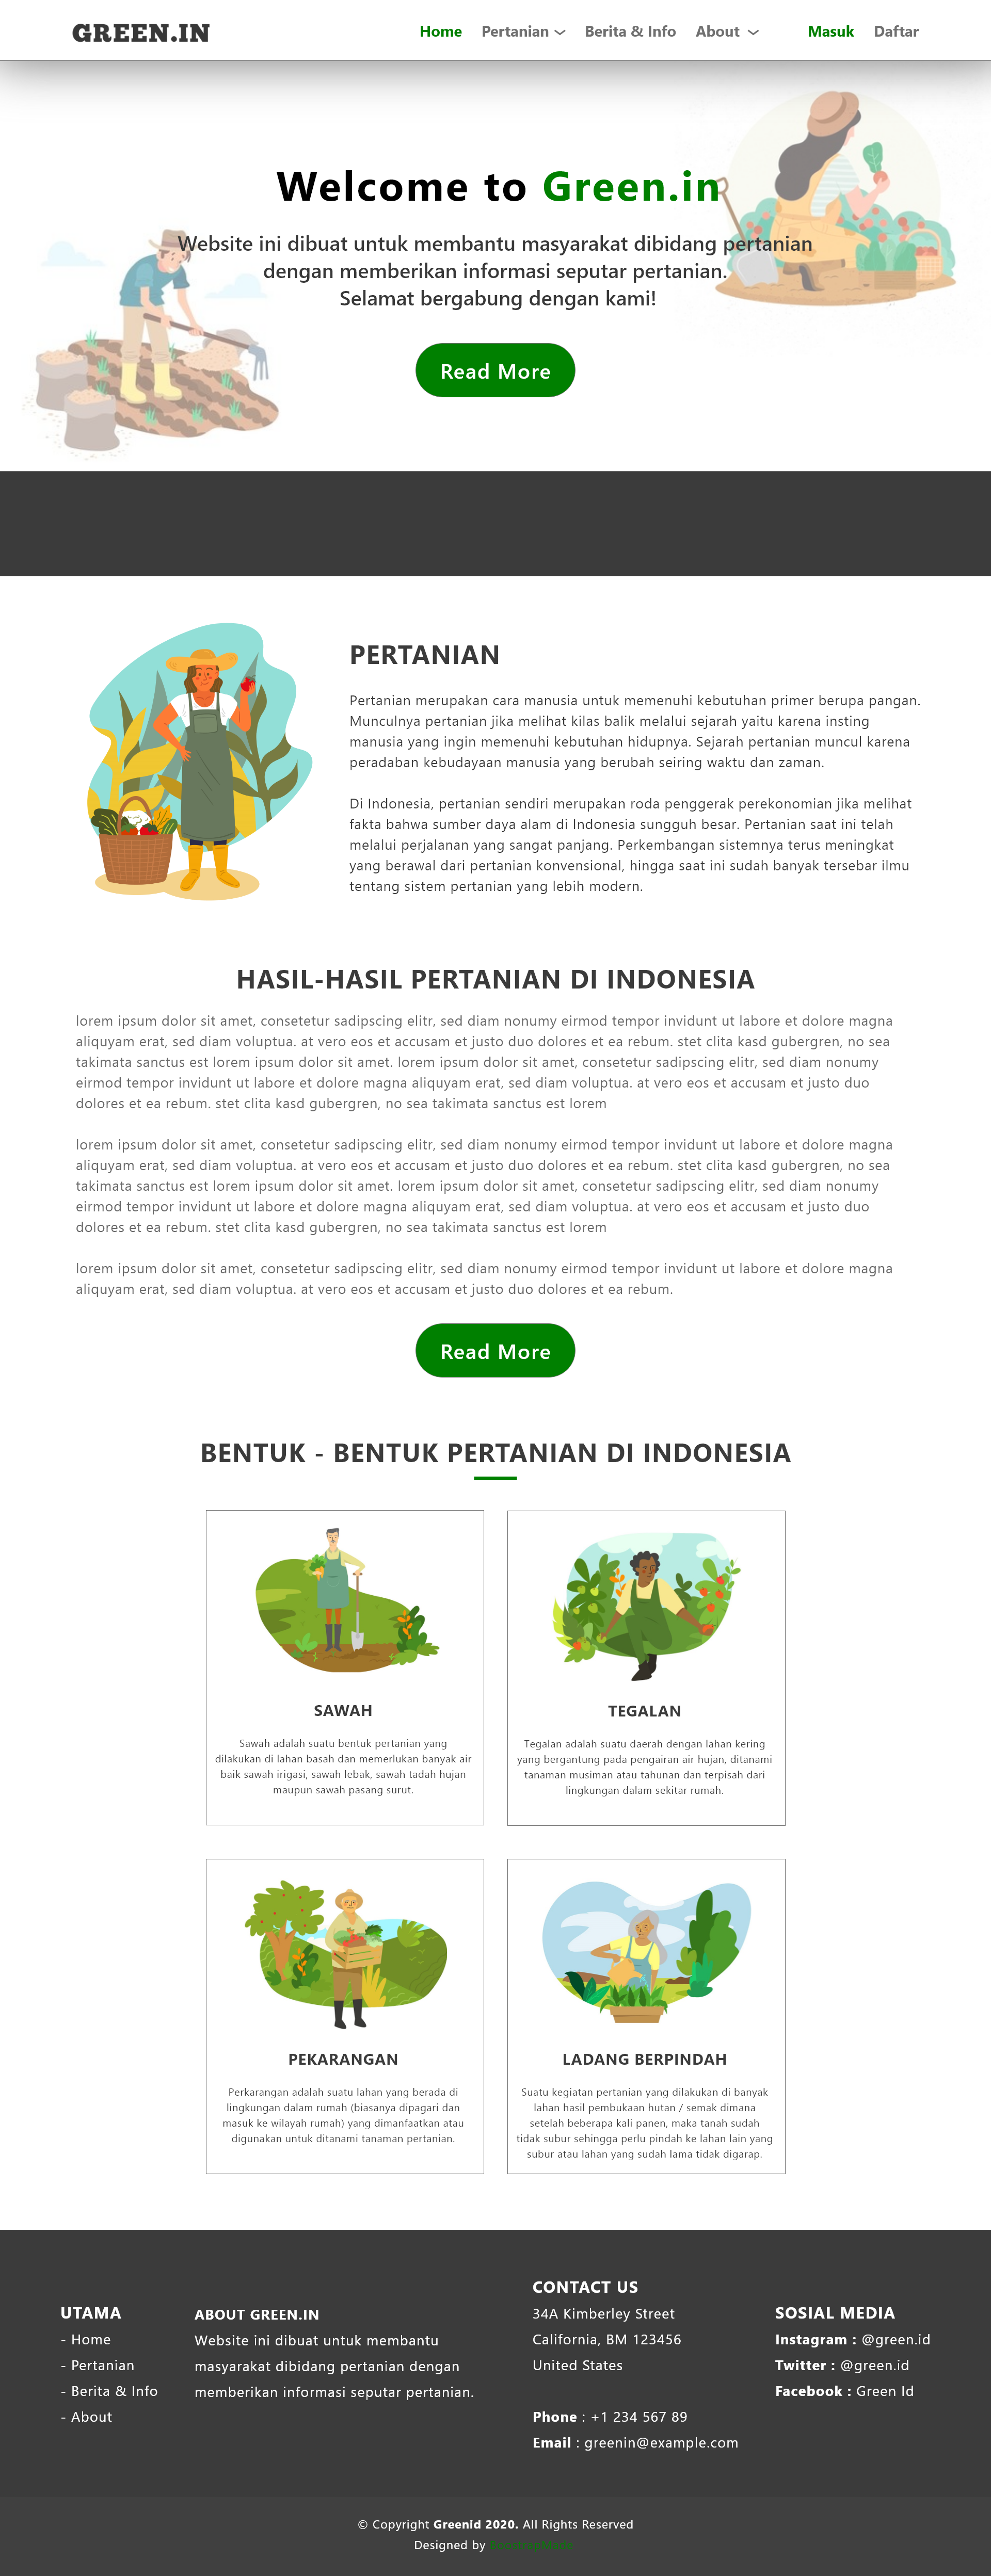 GREEN.IN
Home Pertanian Berita & Info About Masuk Daftar
Welcome to Green.in
Website ini dibuat untuk membantu masyarakat dibidang pertanian
dengan memberikan informasi seputar pertanian.
Selamat bergabung dengan kami!
Read More
PERTANIAN
Pertanian merupakan cara manusia untuk memenuhi kebutuhan primer berupa pangan.
Munculnya pertanian jika melihat kilas balik melalui sejarah yaitu karena insting
manusia yang ingin memenuhi kebutuhan hidupnya. Sejarah pertanian muncul karena
peradaban kebudayaan manusia yang berubah seiring waktu dan zaman.
Di Indonesia, pertanian sendiri merupakan roda penggerak perekonomian jika melihat
fakta bahwa sumber daya alam di Indonesia sungguh besar. Pertanian saat ini telah
melalui perjalanan yang sangat panjang. Perkembangan sistemnya terus meningkat
yang berawal dari pertanian konvensional, hingga saat ini sudah banyak tersebar ilmu
tentang sistem pertanian yang lebih modern.
HASIL-HASIL PERTANIAN DI INDONESIA
lorem ipsum dolor sit amet, consetetur sadipscing elitr, sed diam nonumy eirmod tempor invidunt ut labore et dolore magna
aliquyam erat, sed diam voluptua. at vero eos et accusam et justo duo dolores et ea rebum. stet clita kasd gubergren, no sea
takimata sanctus est lorem ipsum dolor sit amet. lorem ipsum dolor sit amet, consetetur sadipscing elitr, sed diam nonumy
eirmod tempor invidunt ut labore et dolore magna aliquyam erat, sed diam voluptua. at vero eos et accusam et justo duo
dolores et ea rebum. stet clita kasd gubergren, no sea takimata sanctus est lorem
lorem ipsum dolor sit amet, consetetur sadipscing elitr, sed diam nonumy eirmod tempor invidunt ut labore et dolore magna
aliquyam erat, sed diam voluptua. at vero eos et accusam et justo duo dolores et ea rebum. stet clita kasd gubergren, no sea
takimata sanctus est lorem ipsum dolor sit amet. lorem ipsum dolor sit amet, consetetur sadipscing elitr, sed diam nonumy
eirmod tempor invidunt ut labore et dolore magna aliquyam erat, sed diam voluptua. at vero eos et accusam et justo duo
dolores et ea rebum. stet clita kasd gubergren, no sea takimata sanctus est lorem
lorem ipsum dolor sit amet, consetetur sadipscing elitr, sed diam nonumy eirmod tempor invidunt ut labore et dolore magna
aliquyam erat, sed diam voluptua. at vero eos et accusam et justo duo dolores et ea rebum.
Read More
BENTUK - BENTUK PERTANIAN DI INDONESIA
SAWAH
Sawah adalah suatu bentuk pertanian yang
dilakukan di lahan basah dan memerlukan banyak air
baik sawah irigasi, sawah lebak, sawah tadah hujan
maupun sawah pasang surut.
TEGALAN
Tegalan adalah suatu daerah dengan lahan kering
yang bergantung pada pengairan air hujan, ditanami
tanaman musiman atau tahunan dan terpisah dari
lingkungan dalam sekitar rumah.
PEKARANGAN
Perkarangan adalah suatu lahan yang berada di
lingkungan dalam rumah (biasanya dipagari dan
masuk ke wilayah rumah) yang dimanfaatkan atau
digunakan untuk ditanami tanaman pertanian.
LADANG BERPINDAH
Suatu kegiatan pertanian yang dilakukan di banyak
lahan hasil pembukaan hutan / semak dimana
setelah beberapa kali panen, maka tanah sudah
tidak subur sehingga perlu pindah ke lahan lain yang
subur atau lahan yang sudah lama tidak digarap.
UTAMA
- Home
- Pertanian
- Berita & Info
- About
ABOUT GREEN.IN
Website ini dibuat untuk membantu
masyarakat dibidang pertanian dengan
memberikan informasi seputar pertanian.
CONTACT US
34A Kimberley Street
California, BM 123456
United States
Phone : +1 234 567 89
Email : greenin@example.com
SOSIAL MEDIA
Instagram : @green.id
Twitter : @green.id
Facebook : Green Id
© Copyright Greenid 2020. All Rights Reserved
Designed by